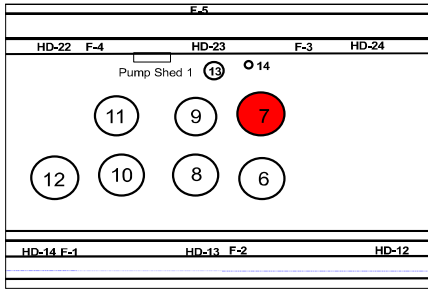 F-5
HD-22 F-4 HD-23 F-3 HD-24
Pump Shed 1 13 14
11 9 7
12 10 8 6
HD-14 F-1 HD-13 F-2 HD-12